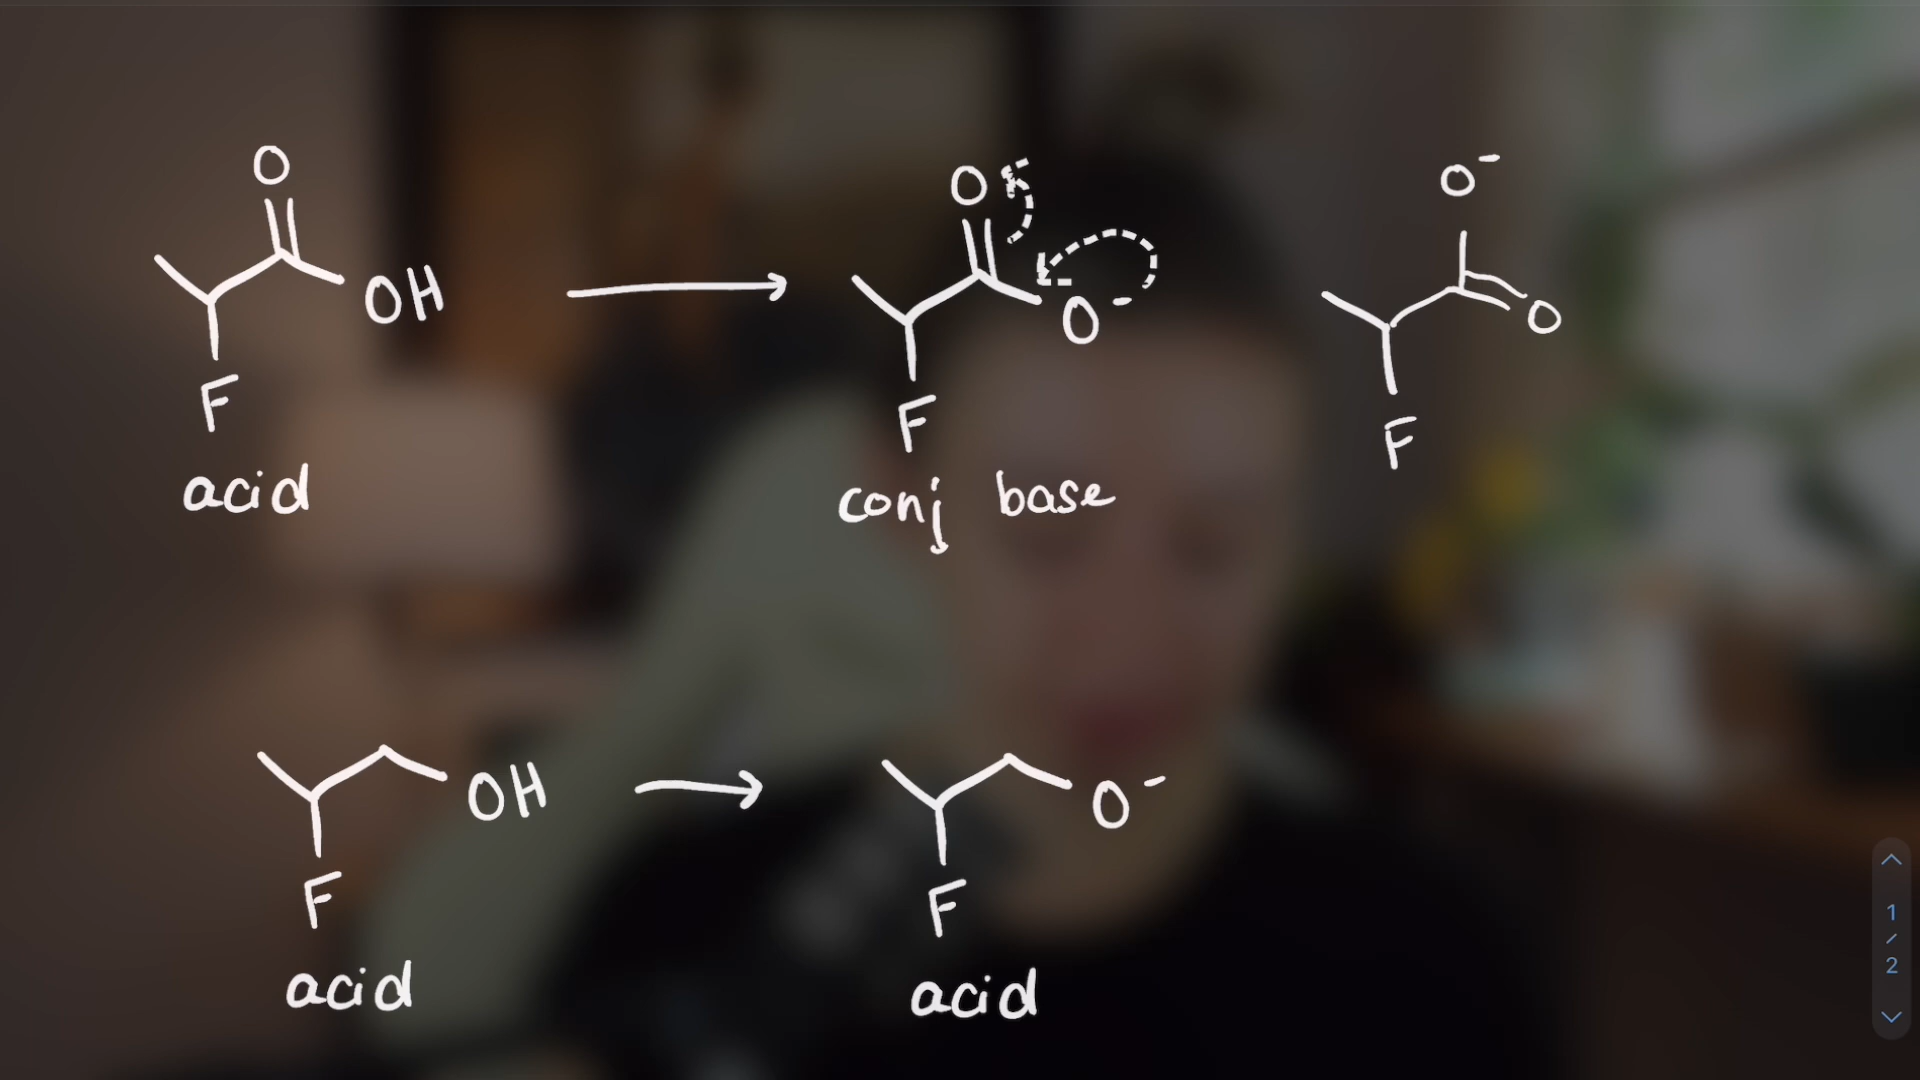 O
O
O-
OH
O-
O
F
F
F
acid
conj base
OH
O-
F
F
acid
acid
1
/
2